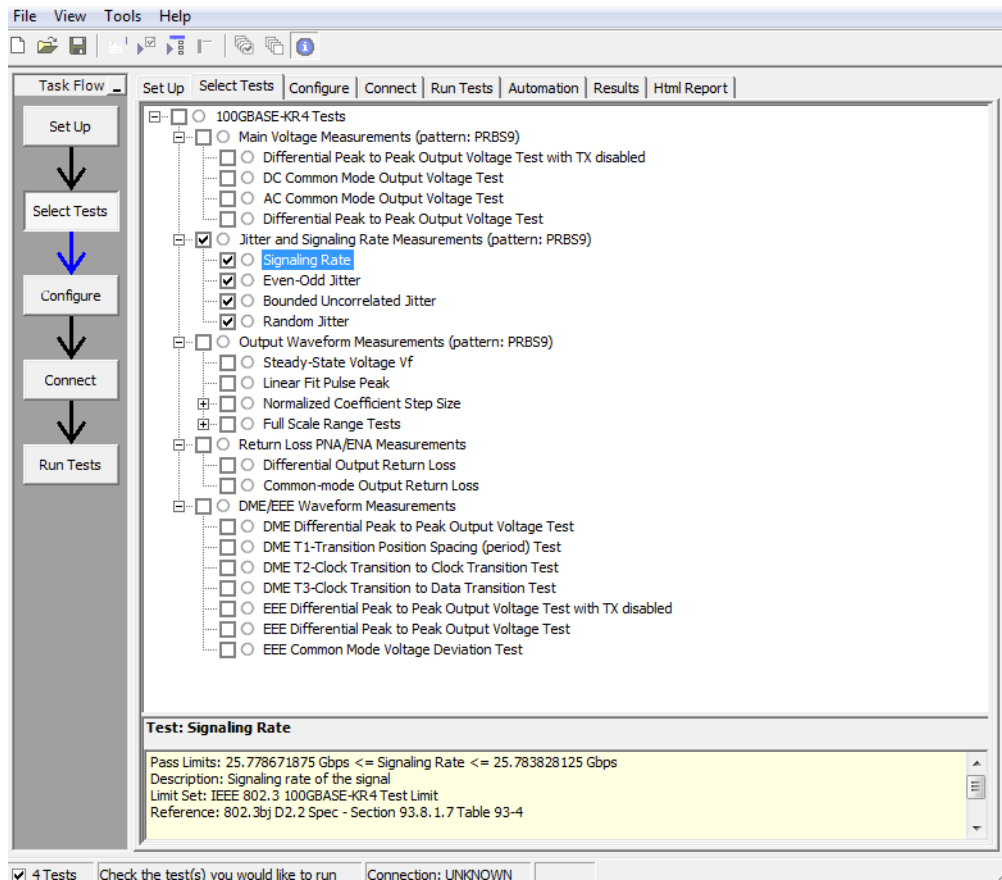 File View Tools Help
Task Flow
Set Up Select Tests Configure Connect Run Tests Automation Results Html Report
Set Up
Select Tests
Configure
Connect
Run Tests
100GBASE-KR4 Tests
Main Voltage Measurements (pattern: PRBS9)
Differential Peak to Peak Output Voltage Test with TX disabled
DC Common Mode Output Voltage Test
AC Common Mode Output Voltage Test
Differential Peak to Peak Output Voltage Test
Jitter and Signaling Rate Measurements (pattern: PRBS9)
Signaling Rate
Even-Odd Jitter
Bounded Uncorrelated Jitter
Random Jitter
Output Waveform Measurements (pattern: PRBS9)
Steady-State Voltage Vf
Linear Fit Pulse Peak
Normalized Coefficient Step Size
Full Scale Range Tests
Return Loss PNA/ENA Measurements
Differential Output Return Loss
Common-mode Output Return Loss
DME/EEE Waveform Measurements
DME Differential Peak to Peak Output Voltage Test
DME T1-Transition Position Spacing (period) Test
DME T2-Clock Transition to Clock Transition Test
DME T3-Clock Transition to Data Transition Test
EEE Differential Peak to Peak Output Voltage Test with TX disabled
EEE Differential Peak to Peak Output Voltage Test
EEE Common Mode Voltage Deviation Test
Test: Signaling Rate
Pass Limits: 25.778671875 Gbps <= Signaling Rate <= 25.783828125 Gbps
Description: Signaling rate of the signal
Limit Set: IEEE 802.3 100GBASE-KR4 Test Limit
Reference: 802.3bj D2.2 Spec - Section 93.8.1.7 Table 93-4
4 Tests Check the test(s) you would like to run Connection: UNKNOWN